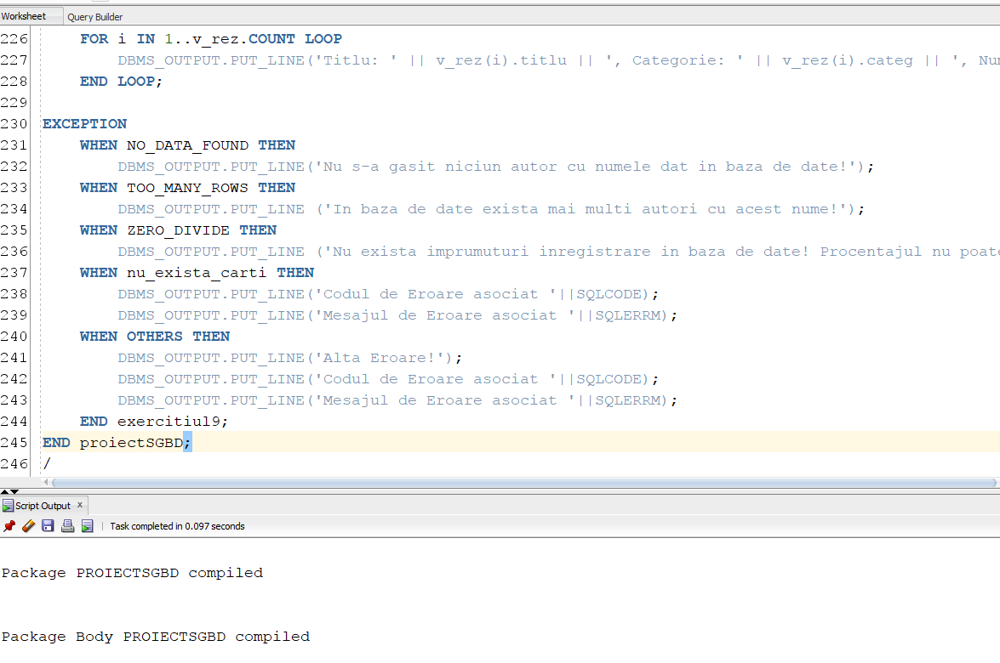 Worksheet Query Builder
226 FOR i IN 1..v_rez.COUNT LOOP
227 DBMS_OUTPUT.PUT_LINE('Titlu: ' || v_rez(i).titlu || ', Categorie: ' || v_rez(i).categ || ',
228 END LOOP;
229
230 EXCEPTION
231 WHEN NO_DATA_FOUND THEN
232 DBMS_OUTPUT.PUT_LINE('Nu s-a gasit niciun autor cu numele dat in baza de date!');
233 WHEN TOO_MANY_ROWS THEN
234 DBMS_OUTPUT.PUT_LINE ('In baza de date exista mai multi autori cu acest nume!');
235 WHEN ZERO_DIVIDE THEN
236 DBMS_OUTPUT.PUT_LINE ('Nu exista imprumuturi inregistrare in baza de date! Procentajul nu poate
237 WHEN nu_exista_carti THEN
238 DBMS_OUTPUT.PUT_LINE('Codul de Eroare asociat '||SQLCODE);
239 DBMS_OUTPUT.PUT_LINE('Mesajul de Eroare asociat '||SQLERRM);
240 WHEN OTHERS THEN
241 DBMS_OUTPUT.PUT_LINE('Alta Eroare!');
242 DBMS_OUTPUT.PUT_LINE('Codul de Eroare asociat '||SQLCODE);
243 DBMS_OUTPUT.PUT_LINE('Mesajul de Eroare asociat '||SQLERRM);
244 END exercitiul9;
245 END proiectSGBD;
246 /
Script Output x
Task completed in 0.097 seconds
Package PROIECTSGBD compiled
Package Body PROIECTSGBD compiled